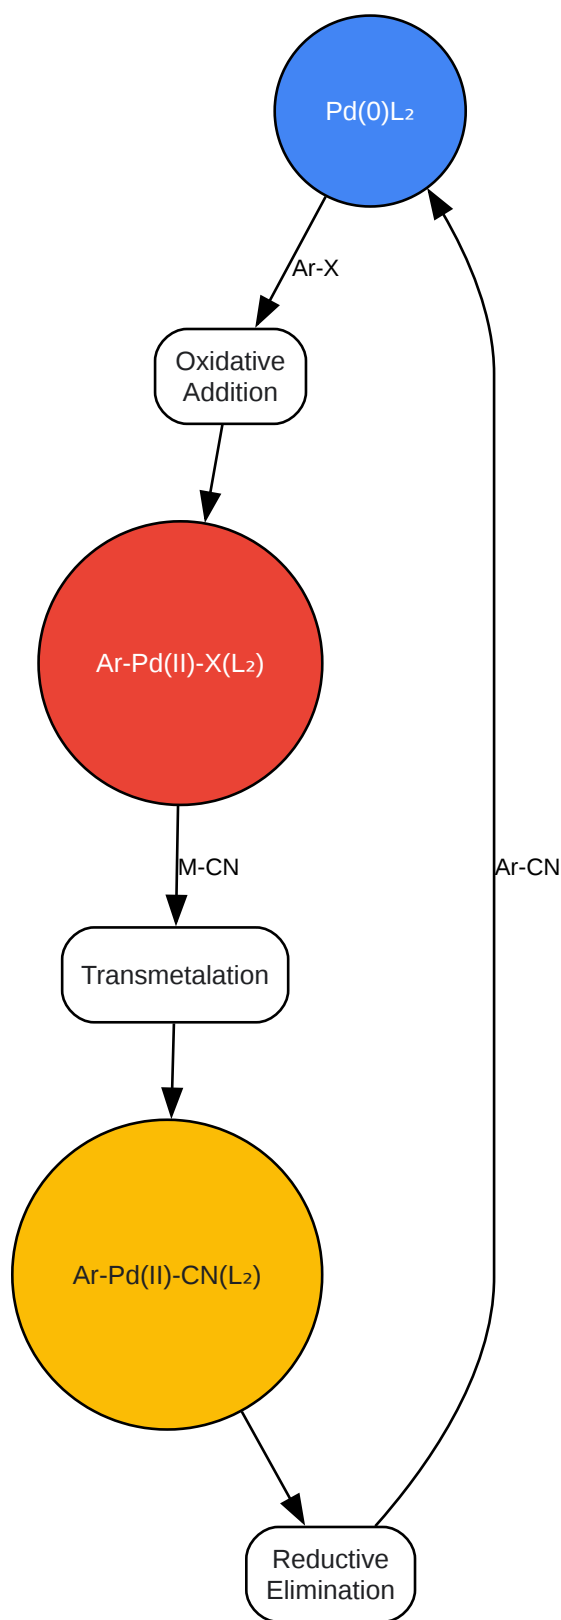 Pd(0)L₂
Ar-X
Oxidative
Addition
Ar-Pd(II)-X(L₂)
M-CN
Ar-CN
Transmetalation
Ar-Pd(II)-CN(L₂)
Reductive
Elimination